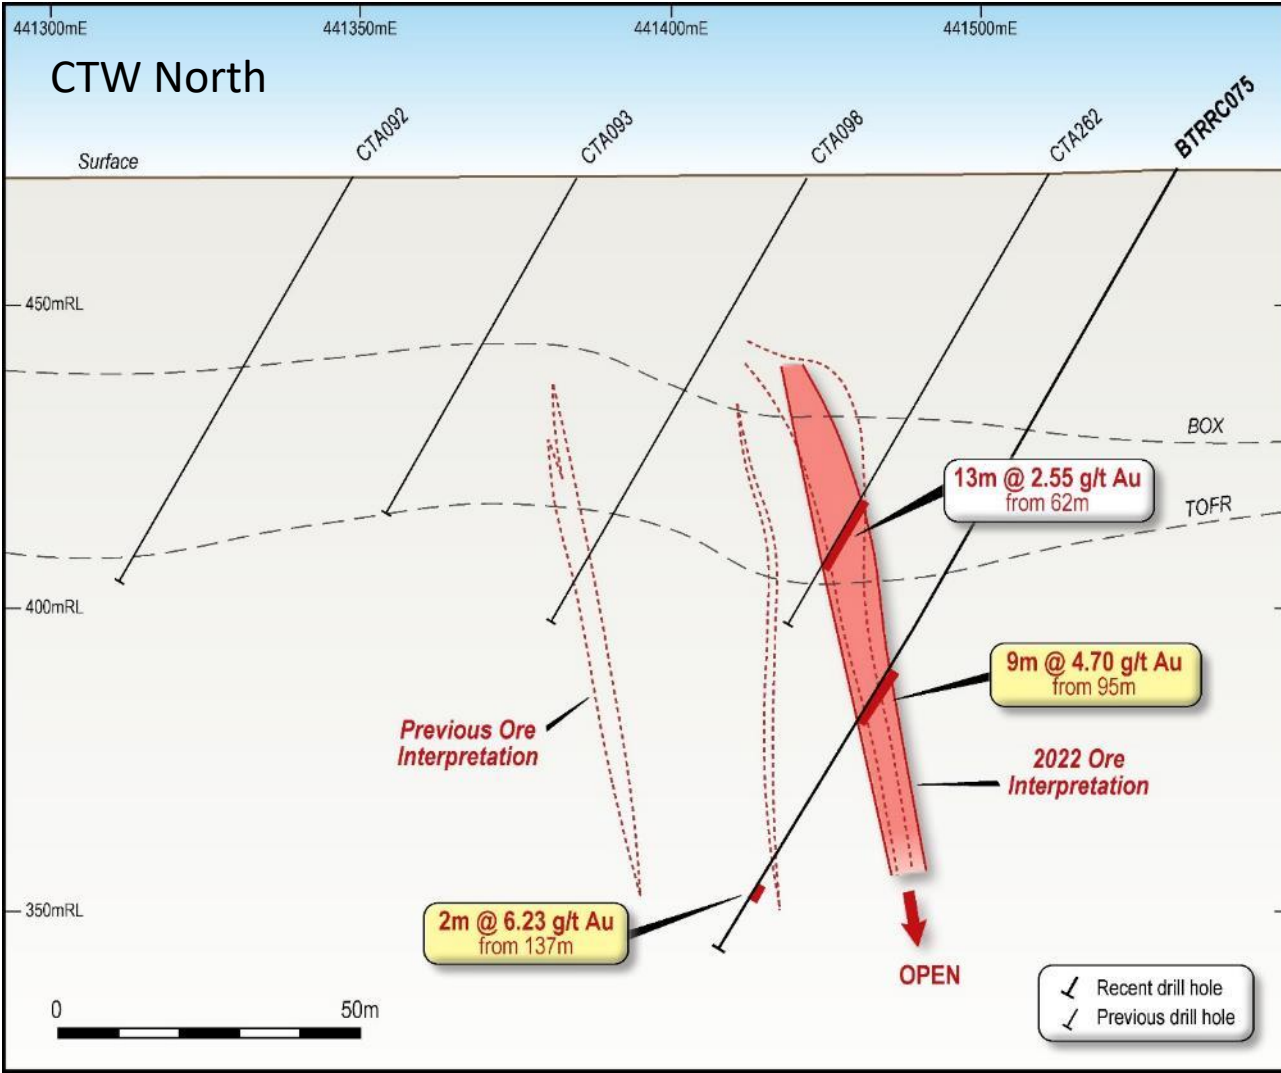 441300mE
441350mE
441400mE
441500mE
CTW North
CTA092
CTA093
CTA098
CTA262
BTRRC075
Surface
450mRL
BOX
13m @ 2.55 g/t Au
from 62m
TOFR
400mRL
9m @ 4.70 g/t Au
from 95m
Previous Ore
Interpretation
2022 Ore
Interpretation
350mRL
2m @ 6.23 g/t Au
from 137m
OPEN
0
50m
Recent drill hole
Previous drill hole